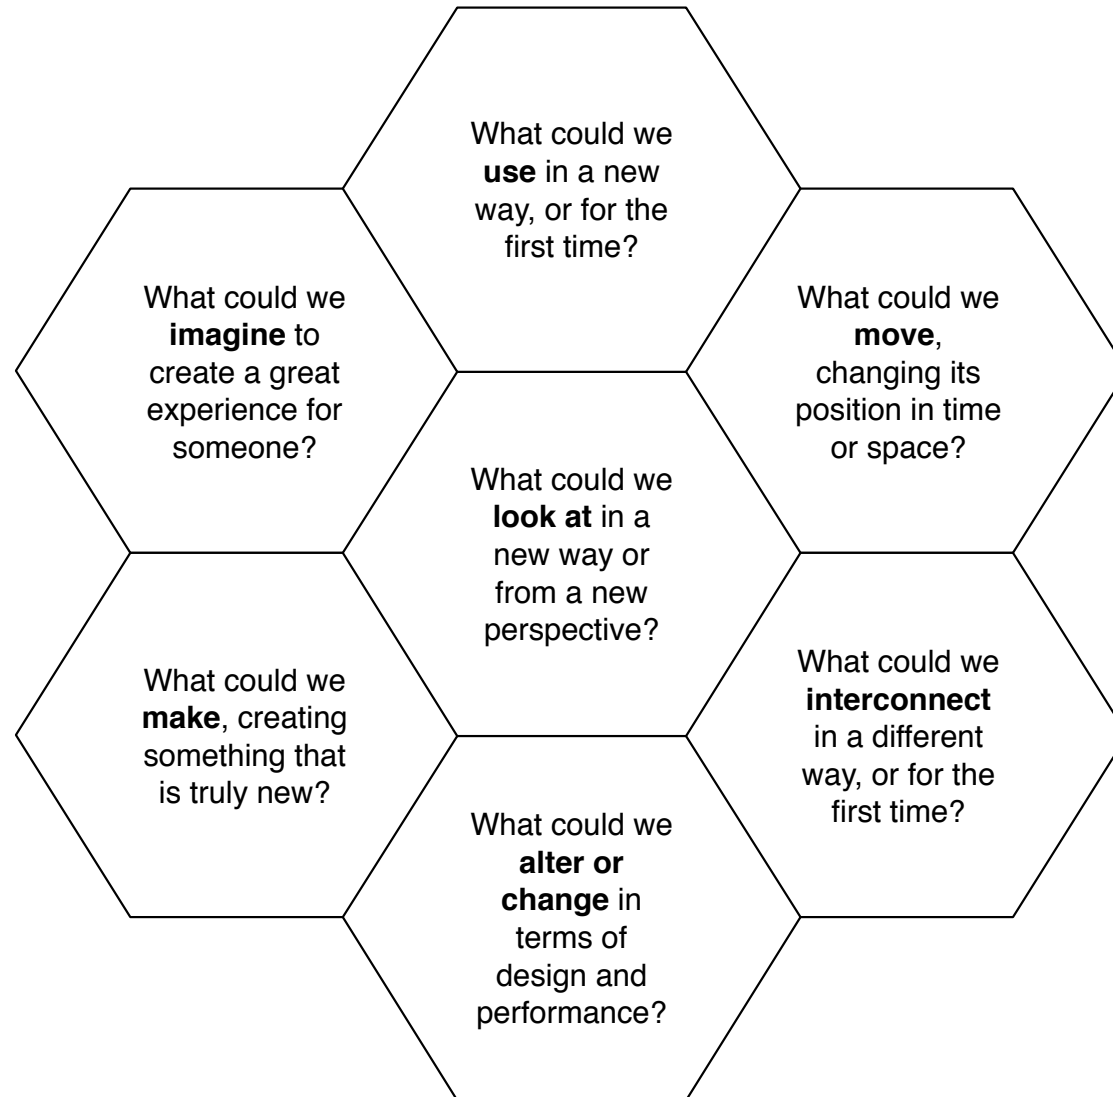 What could we
use in a new
way, or for the
first time?
What could we
imagine to
create a great
experience for
someone?
What could we
move,
changing its
position in time
or space?
What could we
look at in a
new way or
from a new
perspective?
What could we
make, creating
something that
is truly new?
What could we
interconnect
in a different
way, or for the
first time?
What could we
alter or
change in
terms of
design and
performance?